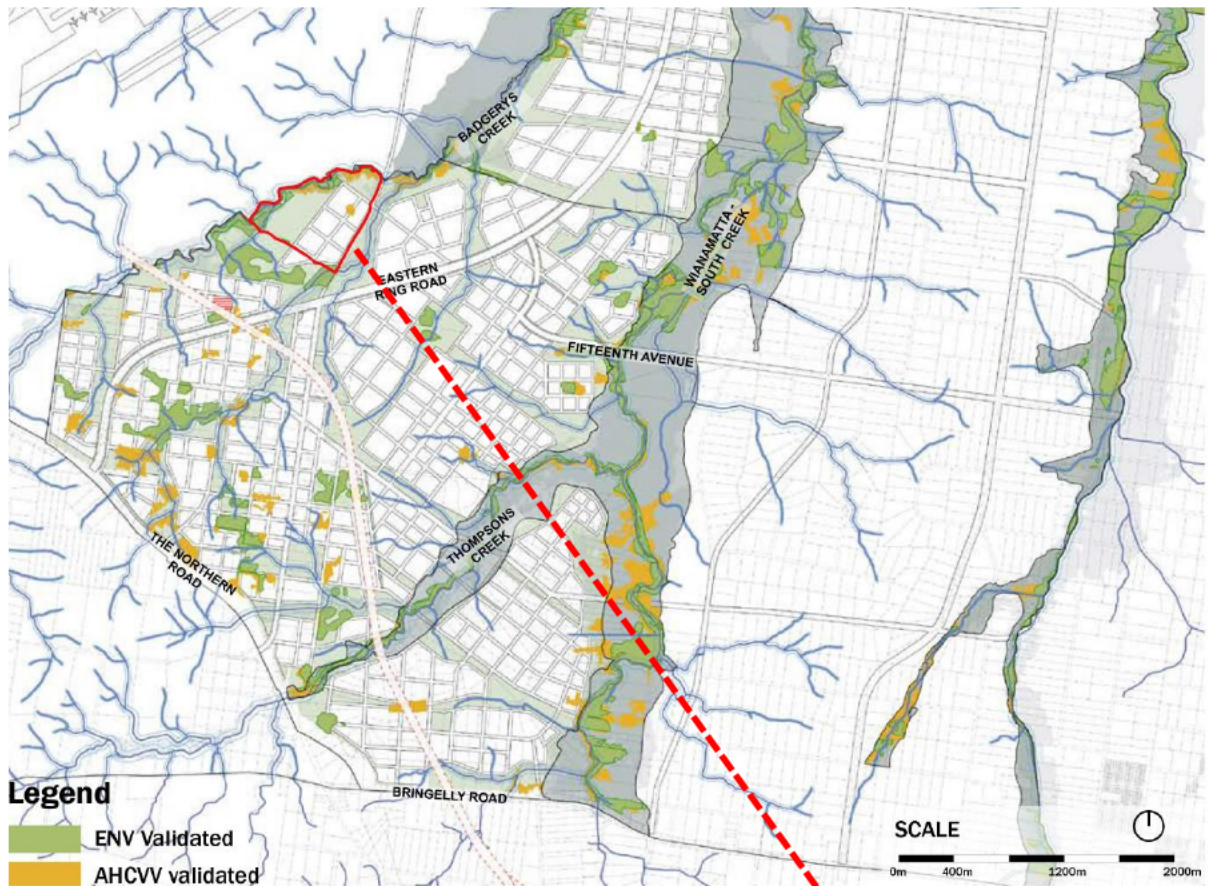 BADGERYS
CREEK
WIANAMATTA -
SOUTH CREEK
EASTERN
RING ROAD
FIFTEENTH AVENUE
THOMPSONS
CREEK
THE NORTHERN
ROAD
BRINGELLY ROAD
Legend
ENV Validated
AHCVV validated
SCALE
0m 400m 1200m 2000m